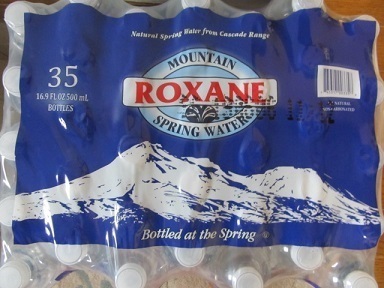 Natural Spring Water from Cascade Range
35
16.9 FL OZ 500 mL
BOTTLES
MOUNTAIN
ROXANE
SPRING WATER
NATURAL
Bottled at the Spring